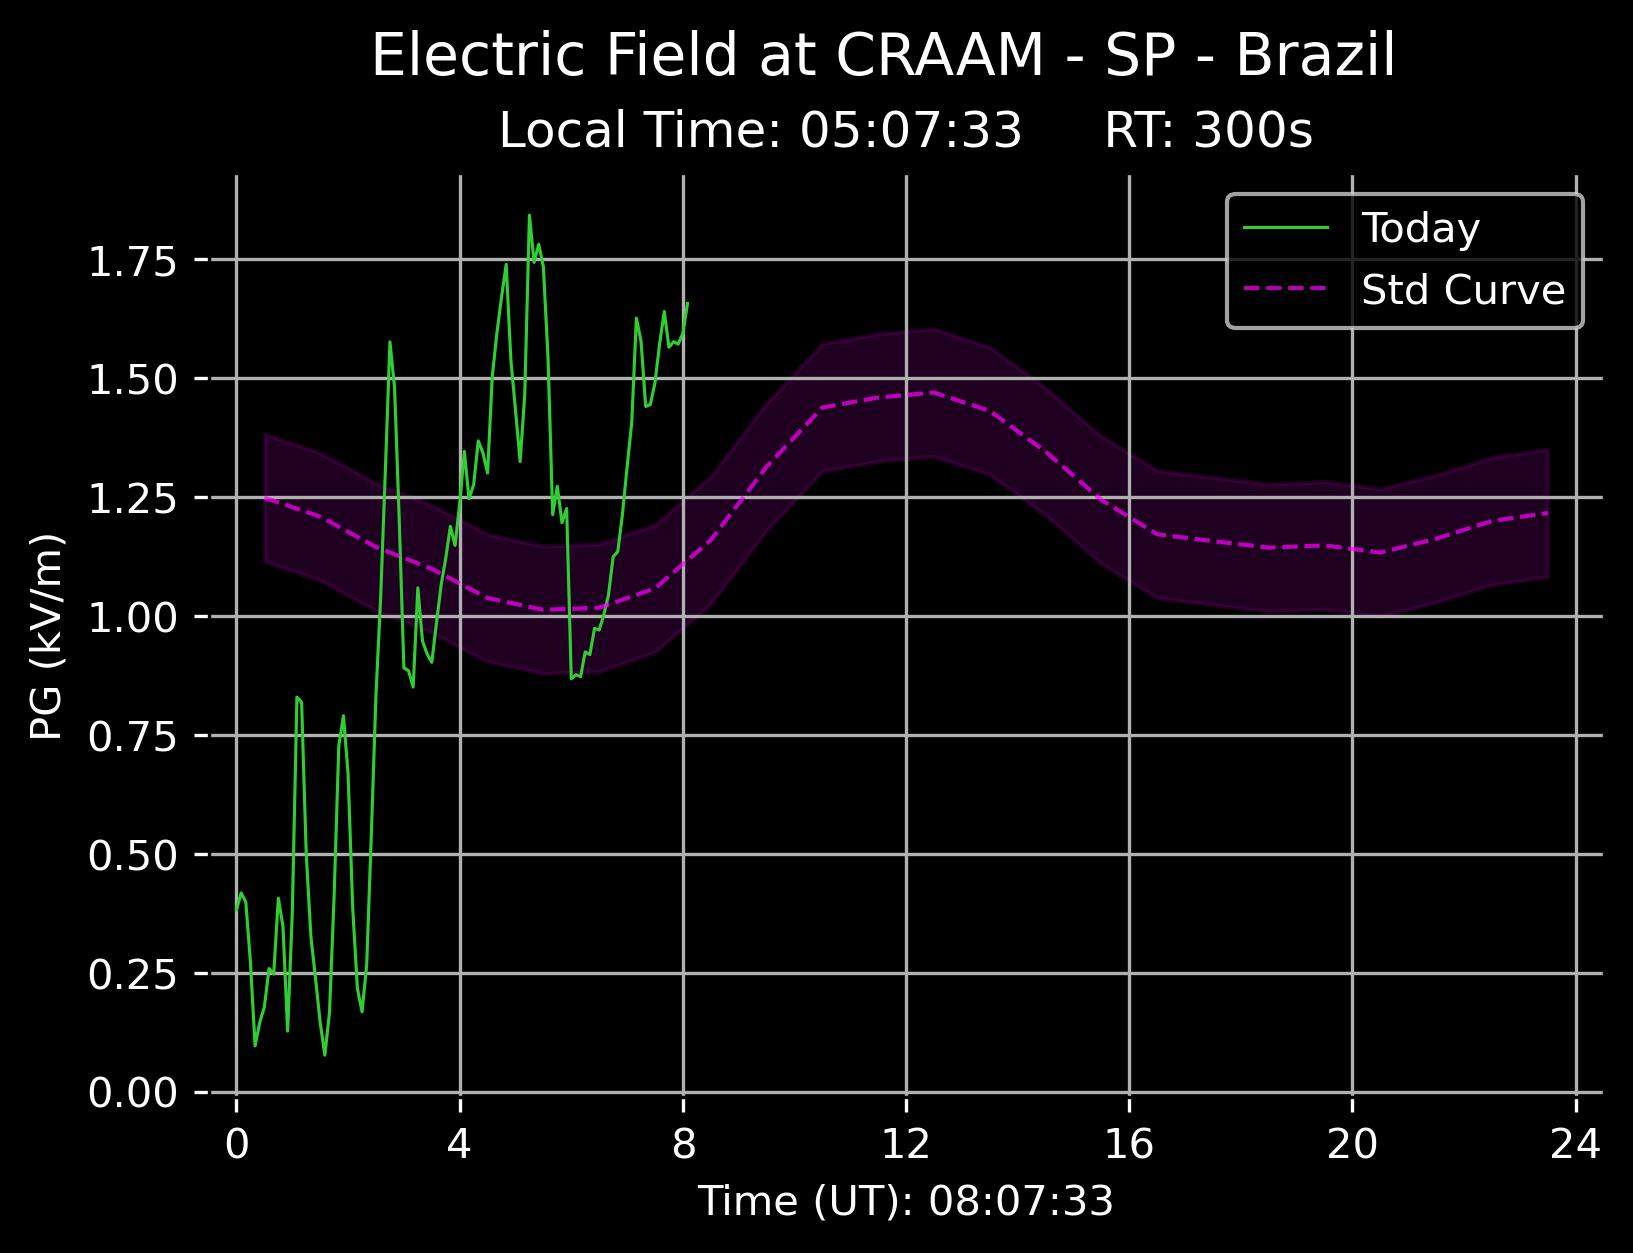 Electric Field at CRAAM - SP - Brazil
Local Time: 05:07:33 RT: 300s
Today
Std Curve
1.75
1.50
1.25
1.00
0.75
0.50
0.25
0.00
PG (kV/m)
0 4 8 12 16 20 24
Time (UT): 08:07:33